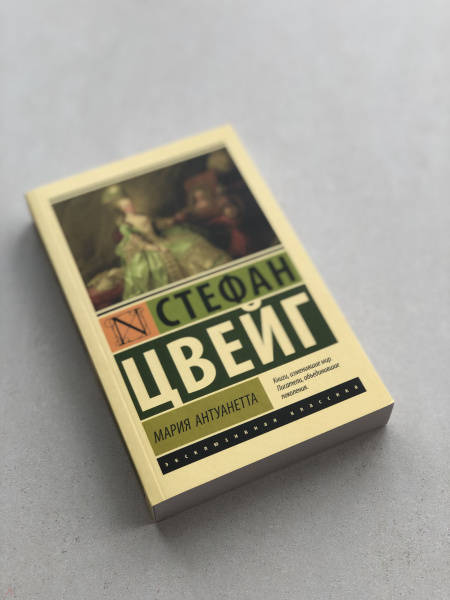 N
СТЕФАН
ЦВЕЙГ
МАРИЯ АНТУАНЕТТА
Книги, изменившие мир.
Писатели, объединившие
поколения.
ЭКСКЛЮЗИВНАЯ КЛАССИКА